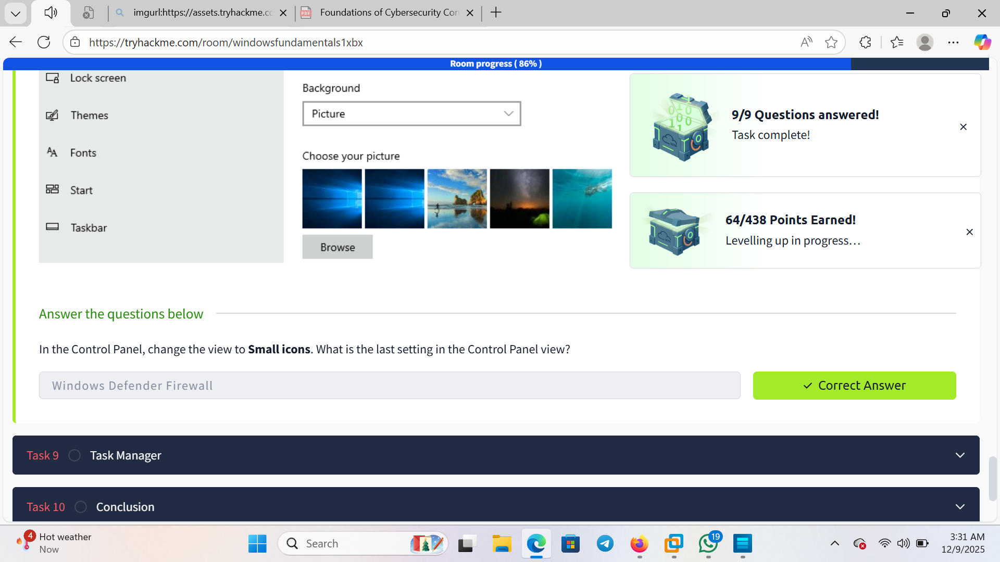 imgurl:https://assets.tryhackme.cc
Foundations of Cybersecurity Con
https://tryhackme.com/room/windowsfundamentals1xbx
Room progress ( 86% )
Lock screen
Themes
Fonts
Start
Taskbar
Background
Picture
Choose your picture
Browse
9/9 Questions answered!
Task complete!
64/438 Points Earned!
Levelling up in progress...
Answer the questions below
In the Control Panel, change the view to Small icons. What is the last setting in the Control Panel view?
Windows Defender Firewall
Correct Answer
Task 9 Task Manager
Task 10 Conclusion
4
Hot weather
Now
Search
19
3:31 AM
12/9/2025